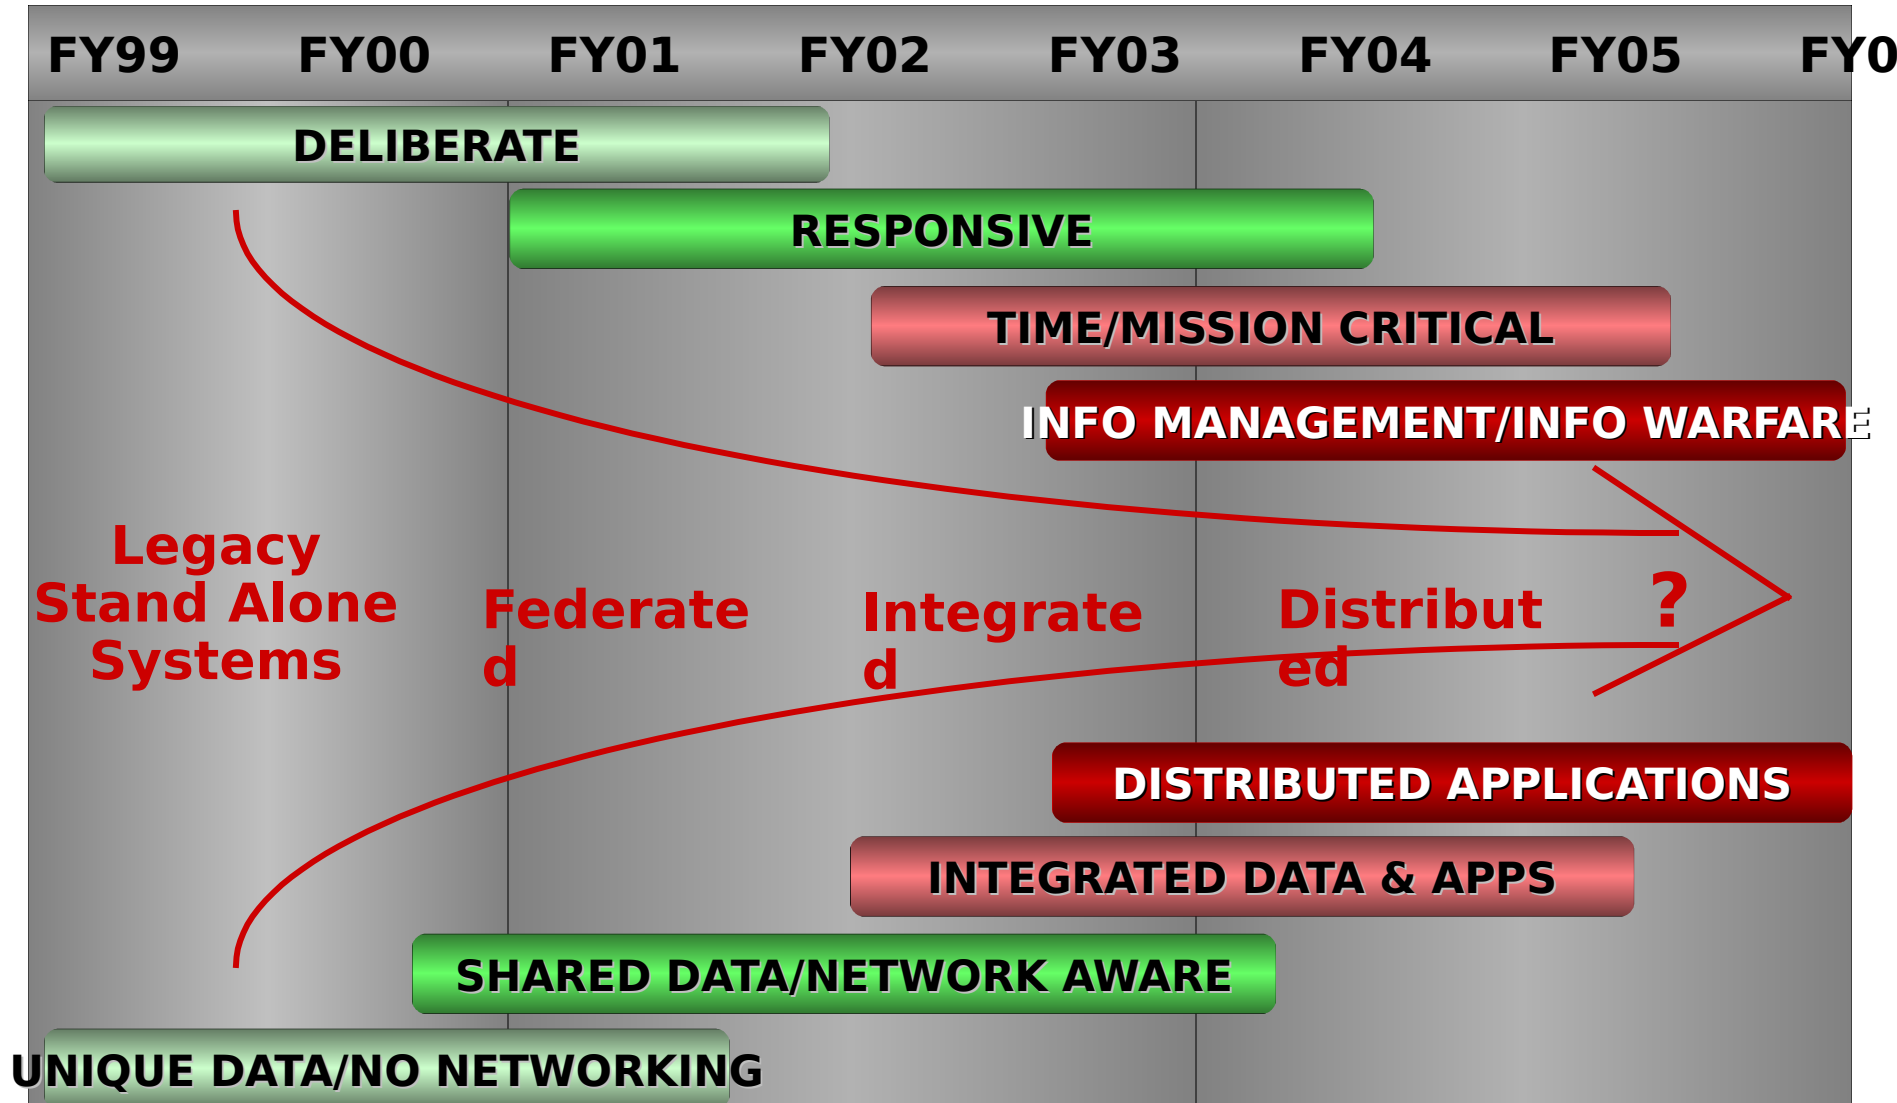 FY99 FY00 FY01 FY02 FY03 FY04 FY05 FY0
DELIBERATE
RESPONSIVE
TIME/MISSION CRITICAL
INFO MANAGEMENT/INFO WARFARE
Legacy
Stand Alone
Systems
Federate
d
Integrate
d
Distribut
ed
?
DISTRIBUTED APPLICATIONS
INTEGRATED DATA & APPS
SHARED DATA/NETWORK AWARE
UNIQUE DATA/NO NETWORKING